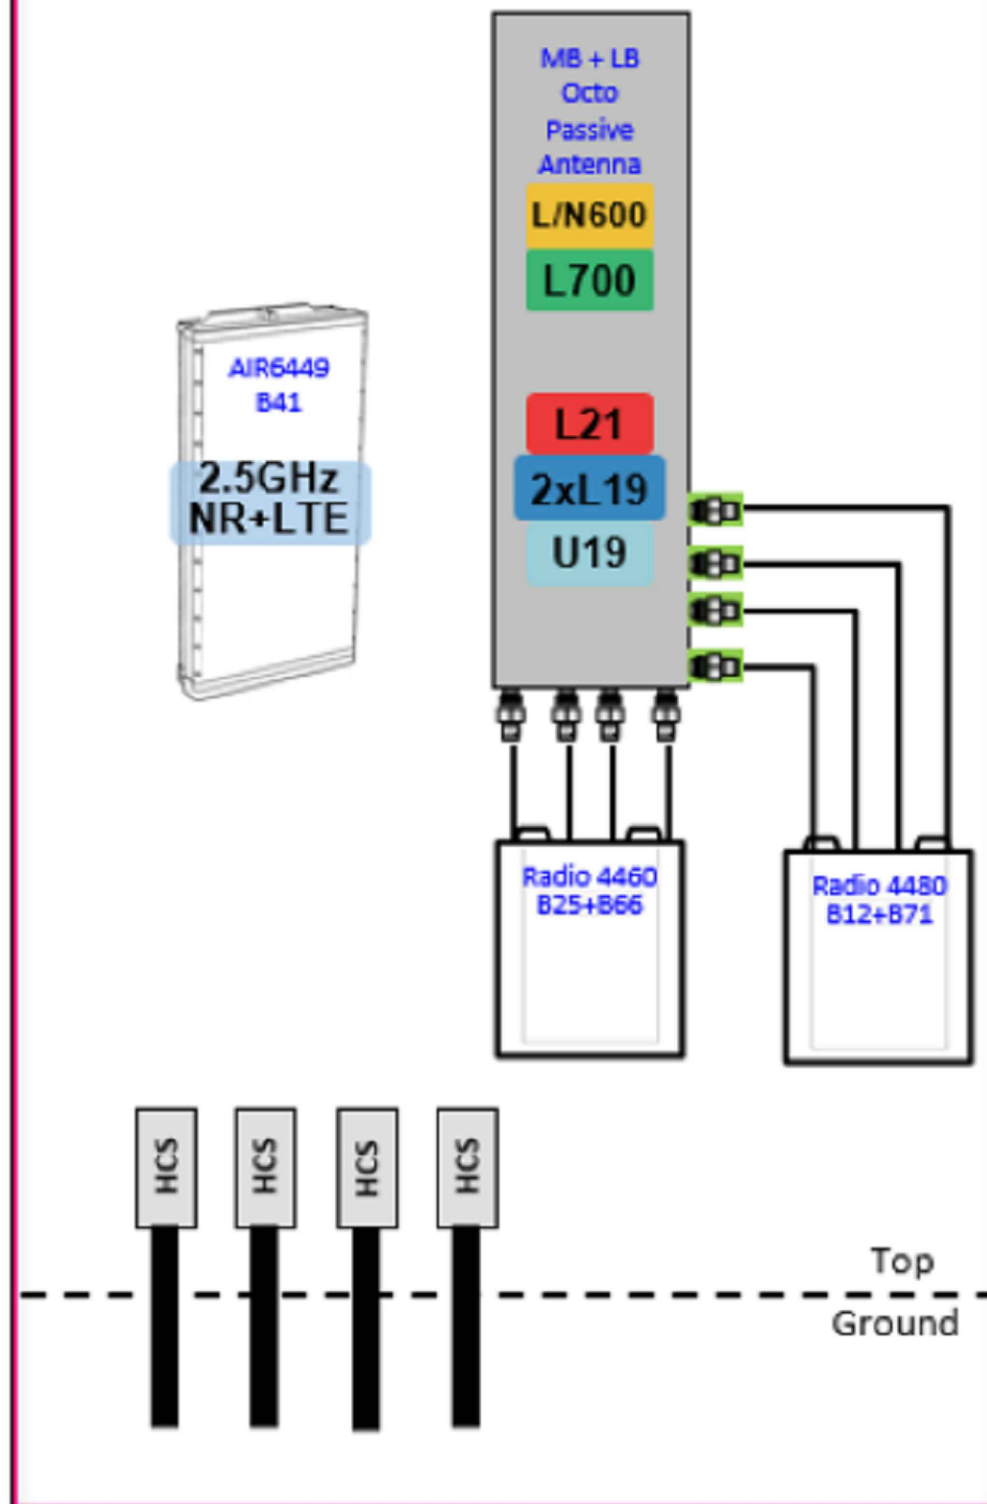 MB + LB
Octo
Passive
Antenna
L/N600
L700
AIR6449
B41
2.5GHz
NR+LTE
L21
2xL19
U19
Radio 4460
B25+B66
Radio 4480
B12+B71
HCS
HCS
HCS
HCS
Top
Ground